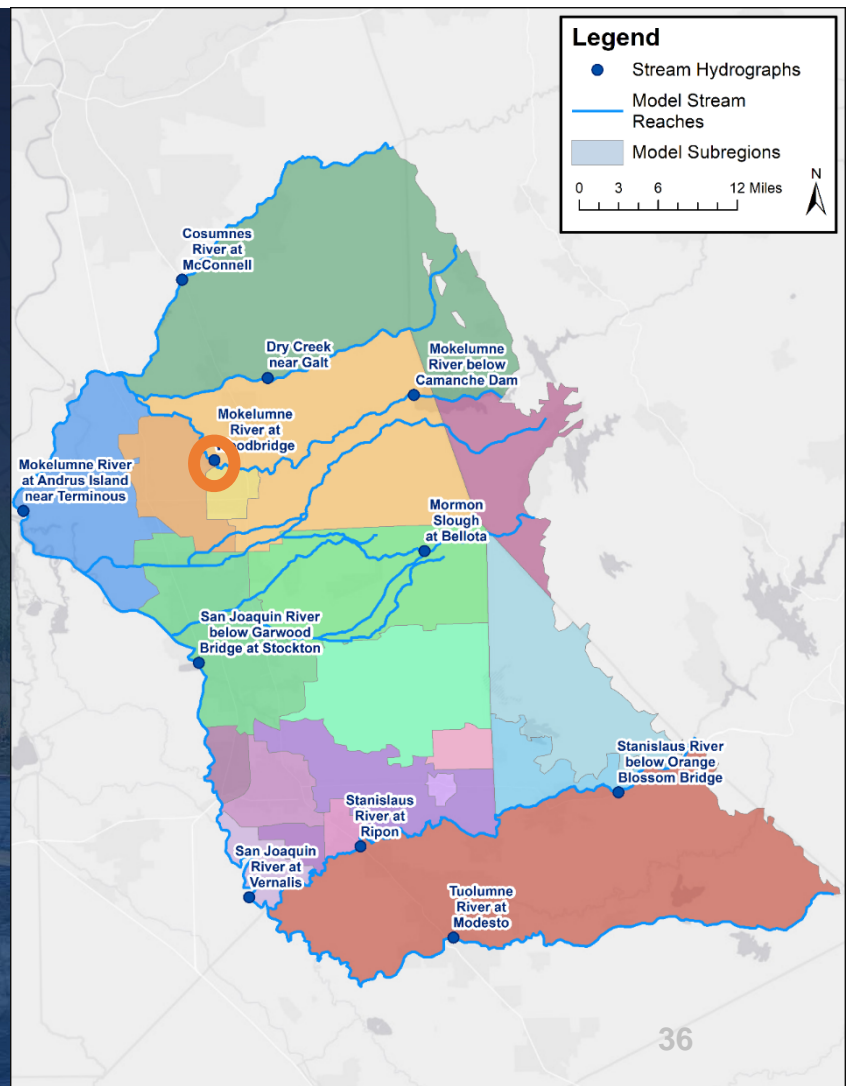 Legend
Stream Hydrographs
Model Stream
Reaches
Model Subregions
0 3 6 12 Miles
N
Cosumnes
River at
McConnell
Dry Creek
near Galt
Mokelumne
River below
Camanche Dam
Mokelumne
River at
oodbridge
Mokelumne River
at Andrus Island
near Terminous
Mormon
Slough
at Bellota
San Joaquin River
below Garwood
Bridge at Stockton
Stanislaus River
below Orange
Blossom Bridge
Stanislaus
River at
Ripon
San Joaquin
River at
Vernalis
Tuolumne
River at
Modesto
36